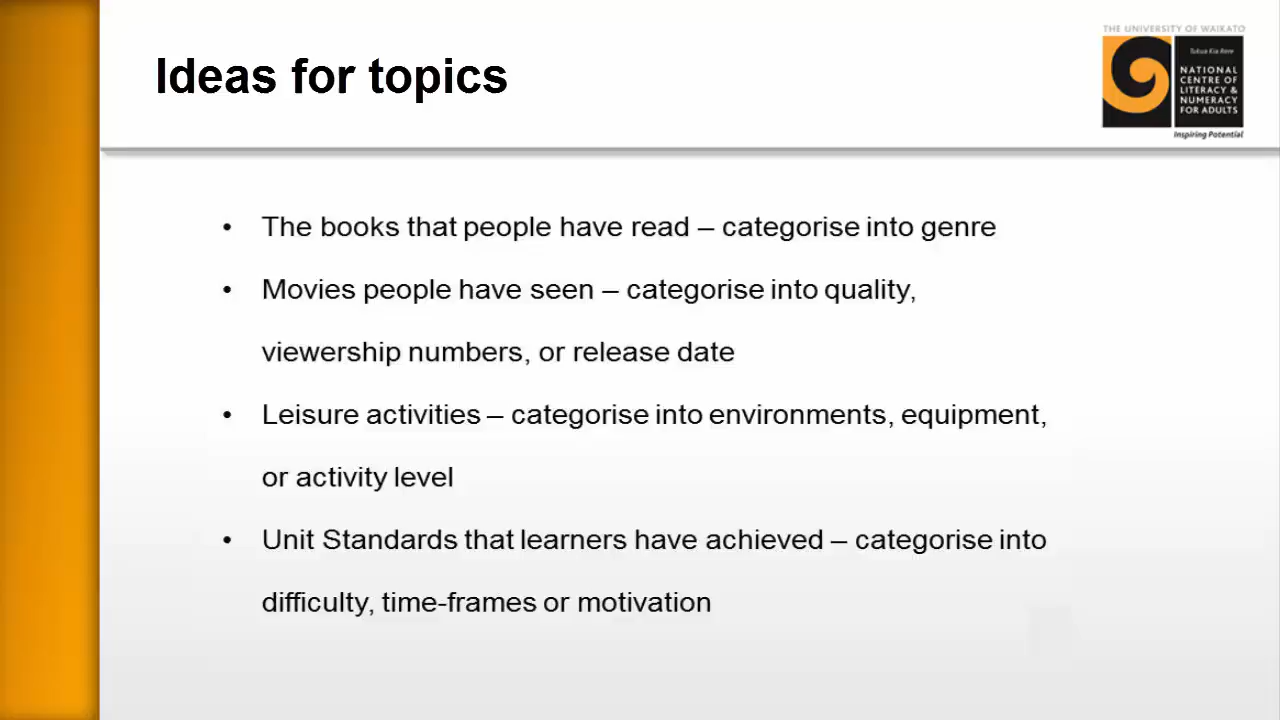 THE UNIVERSITY OF WAIKATO
Ideas for topics
Tutua Kia Rere
NATIONAL
CENTRE OF
LITERACY &
NUMERACY
FOR ADULTS
Inspiring Potential
• The books that people have read – categorise into genre
• Movies people have seen – categorise into quality,
viewership numbers, or release date
• Leisure activities – categorise into environments, equipment,
or activity level
• Unit Standards that learners have achieved – categorise into
difficulty, time-frames or motivation